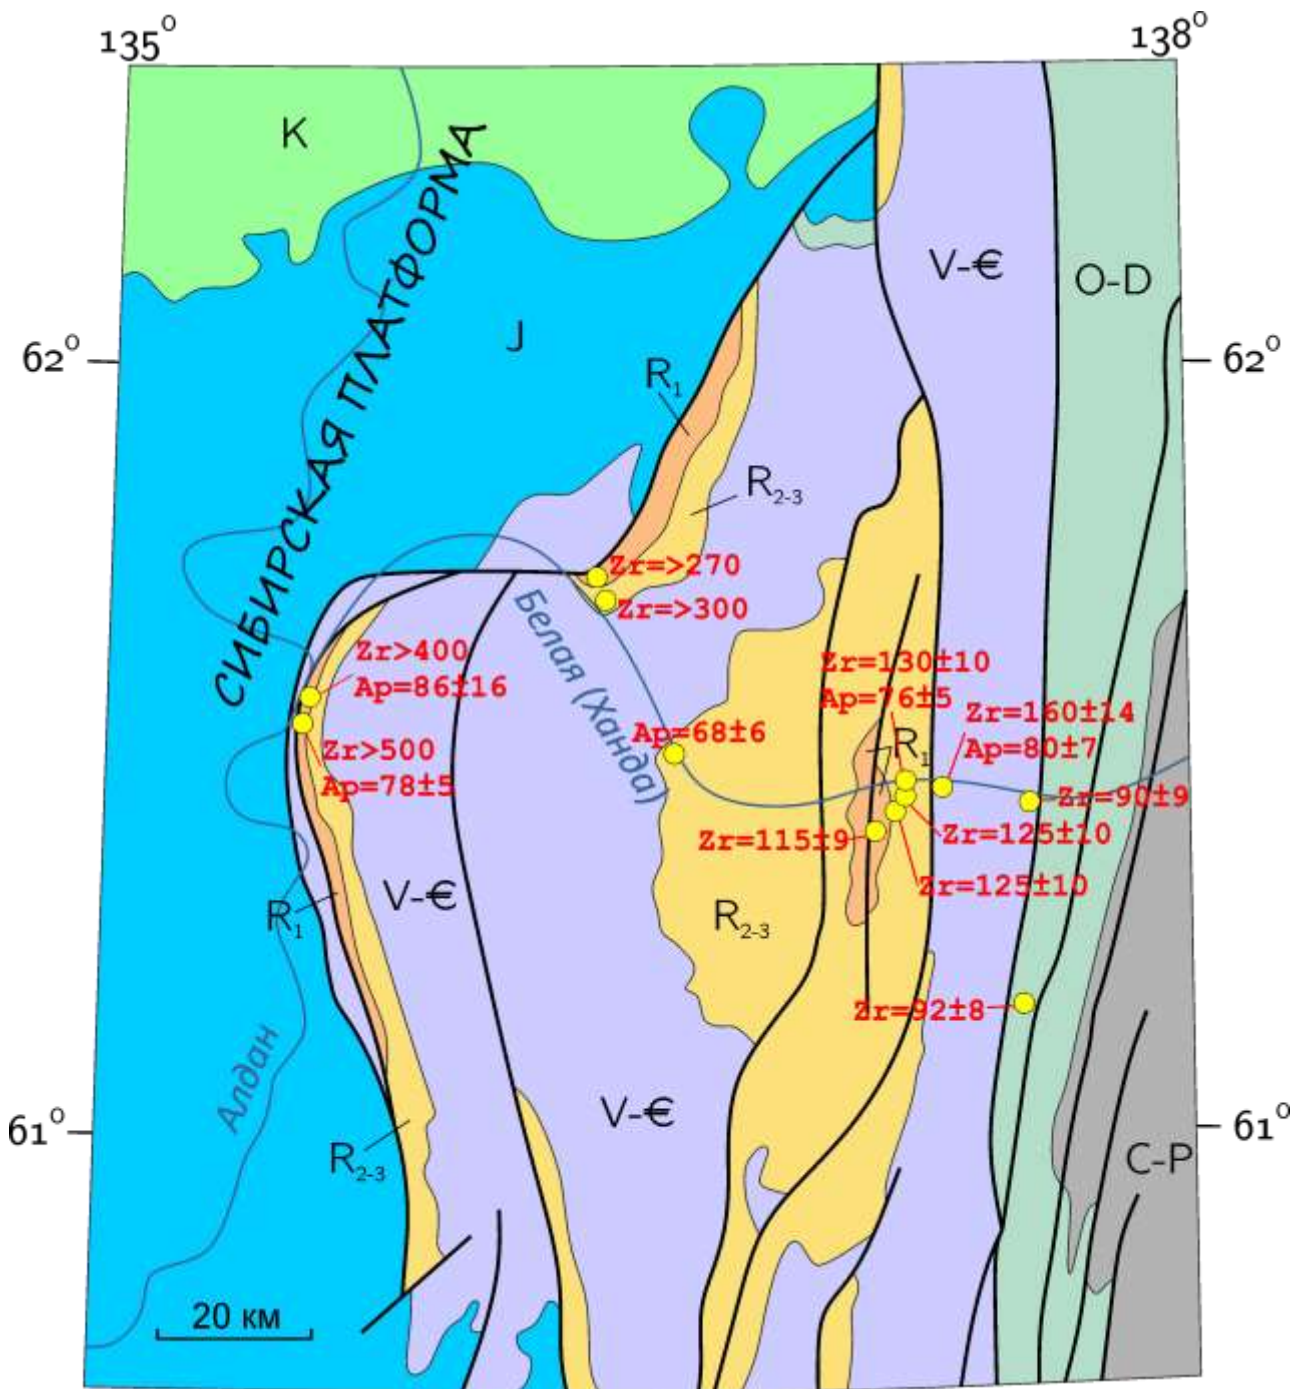 135° 138°
K
СИБИРСКАЯ ПЛАТФОРМА
V-Є
O-D
J
62° 62°
R₁
R₂₋₃
Zr=>270
Zr=>300
Белая (Ханда)
Zr>400
Ap=86±16
Zr=130±10
Ap=76±5
Zr=160±14
Ap=80±7
Ap=68±6
R₁
Zr>500
Ap=78±5
Zr=90±9
Zr=115±9
Zr=125±10
Zr=125±10
V-Є
R₁
R₂₋₃
Zr=92±8
Алдан
V-Є
61° 61°
R₂₋₃
C-P
20 км